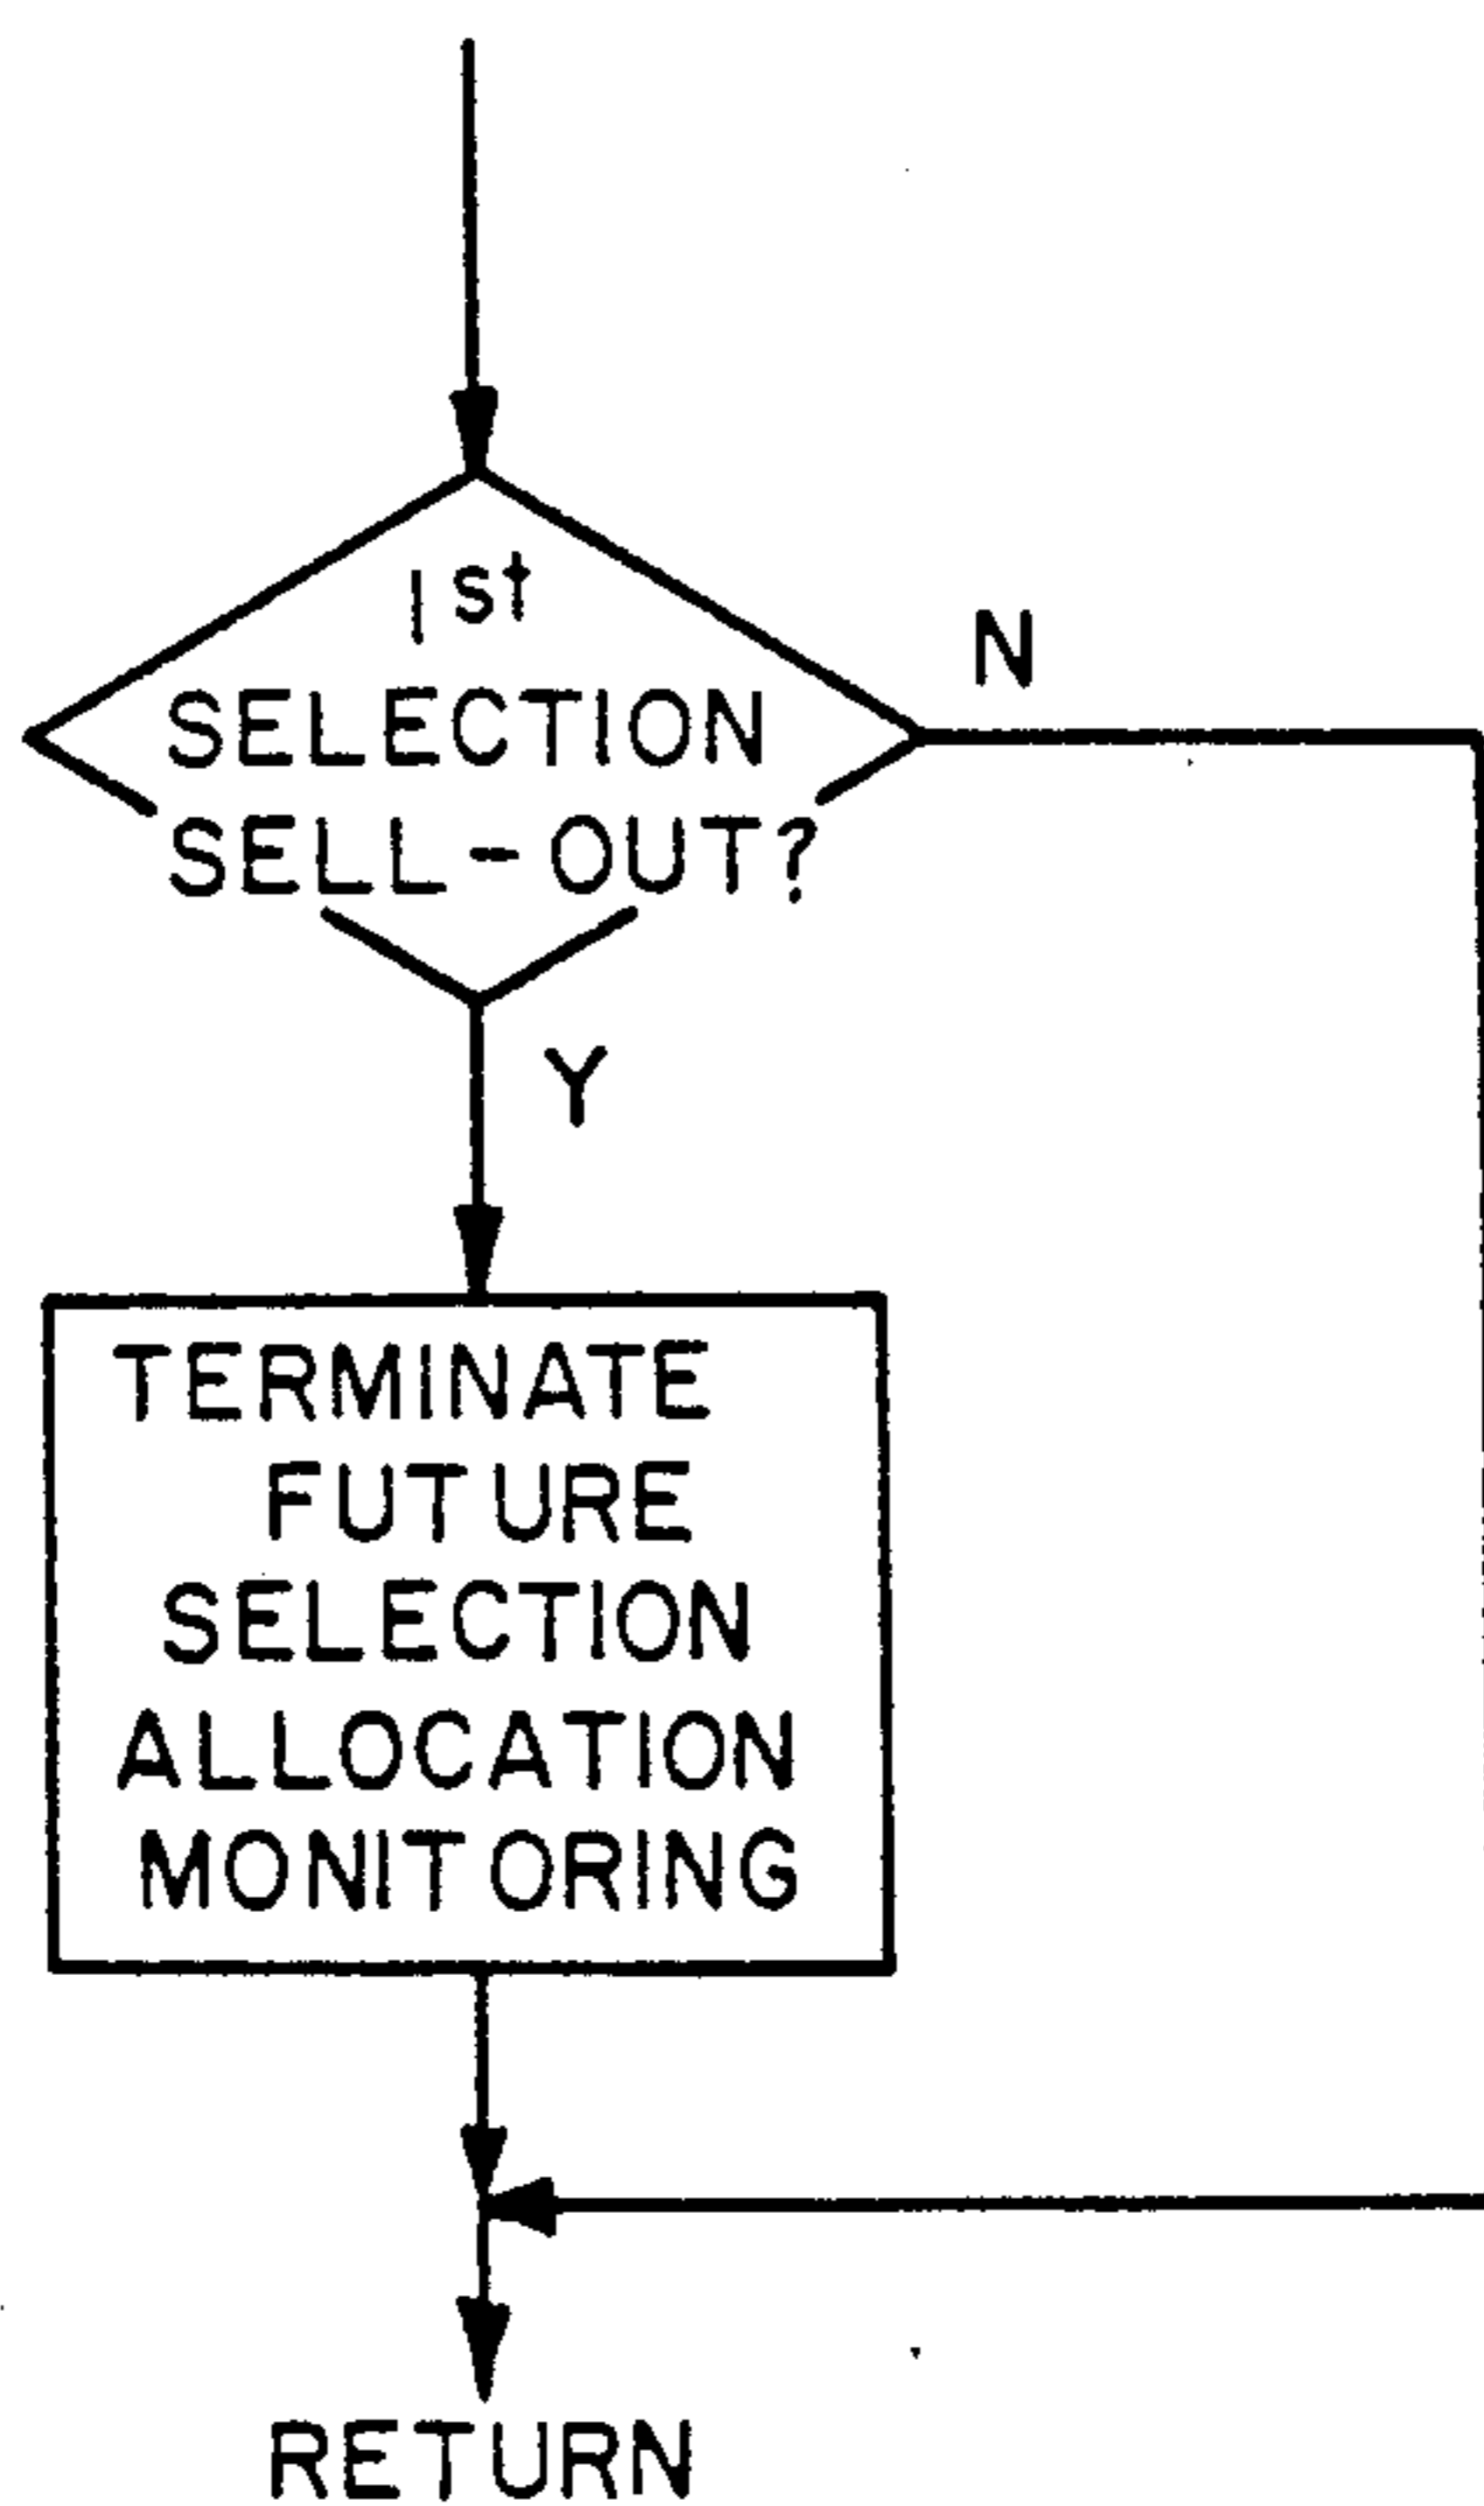 1st
N
SELECTION
SELL-OUT?
Y
TERMINATE
FUTURE
SELECTION
ALLOCATION
MONITORING
RETURN